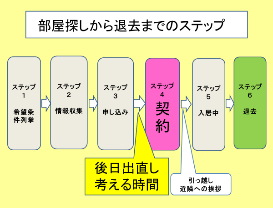 部屋探しから退去までのステップ
ステップ
1
希望条
件列挙
ステップ
2
情報収集
ステップ
3
申し込み
ステップ
4
契約
ステップ
5
入居中
ステップ
6
退去
後日出直し
考える時間
引っ越し
近隣への挨拶